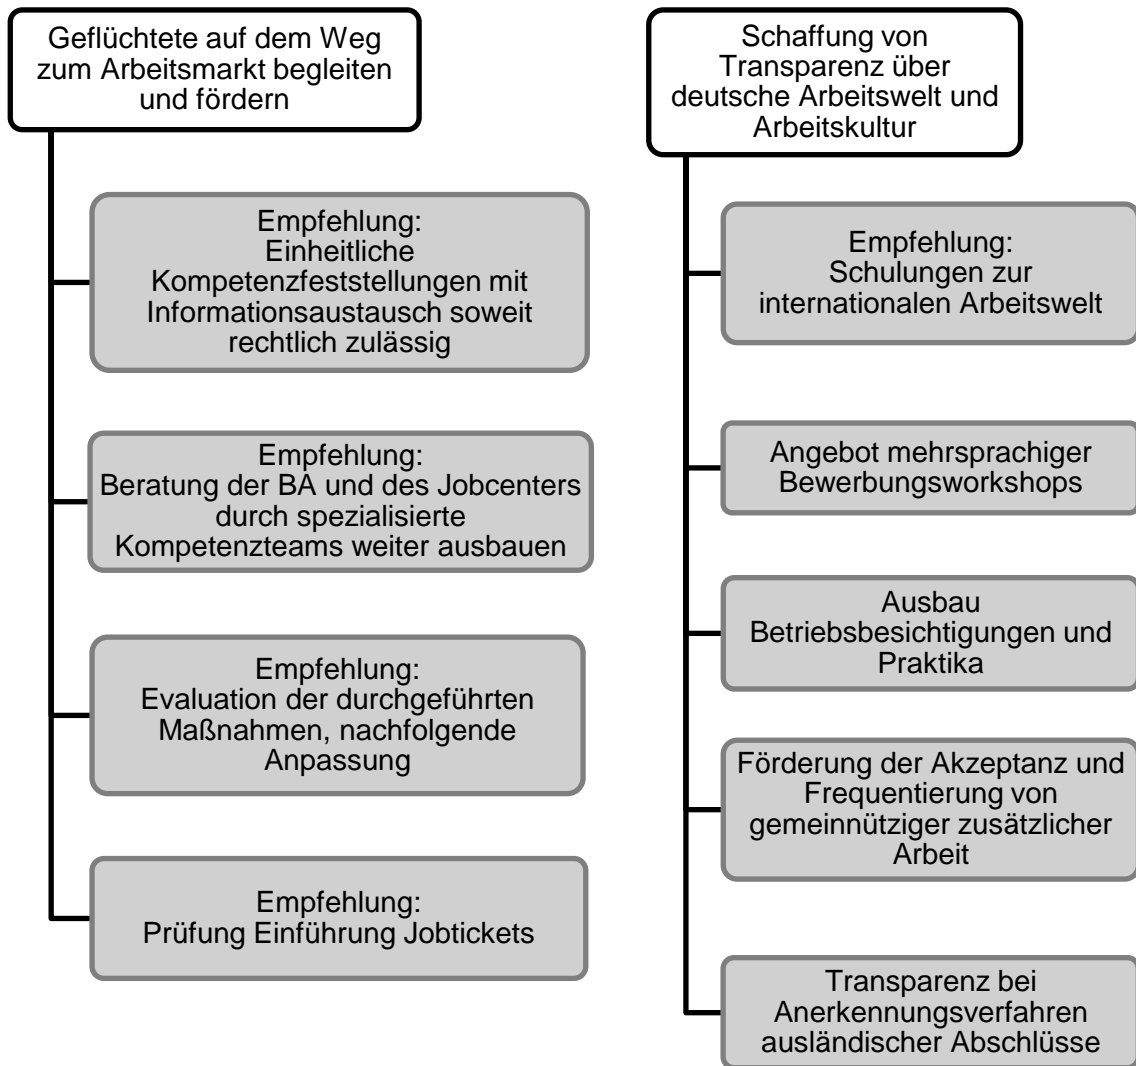 Geflüchtete auf dem Weg
zum Arbeitsmarkt begleiten
und fördern
Empfehlung:
Einheitliche
Kompetenzfeststellungen mit
Informationsaustausch soweit
rechtlich zulässig
Empfehlung:
Beratung der BA und des Jobcenters
durch spezialisierte
Kompetenzteams weiter ausbauen
Empfehlung:
Evaluation der durchgeführten
Maßnahmen, nachfolgende
Anpassung
Empfehlung:
Prüfung Einführung Jobtickets
Schaffung von
Transparenz über
deutsche Arbeitswelt und
Arbeitskultur
Empfehlung:
Schulungen zur
internationalen Arbeitswelt
Angebot mehrsprachiger
Bewerbungsworkshops
Ausbau
Betriebsbesichtigungen und
Praktika
Förderung der Akzeptanz und
Frequentierung von
gemeinnütziger zusätzlicher
Arbeit
Transparenz bei
Anerkennungsverfahren
ausländischer Abschlüsse